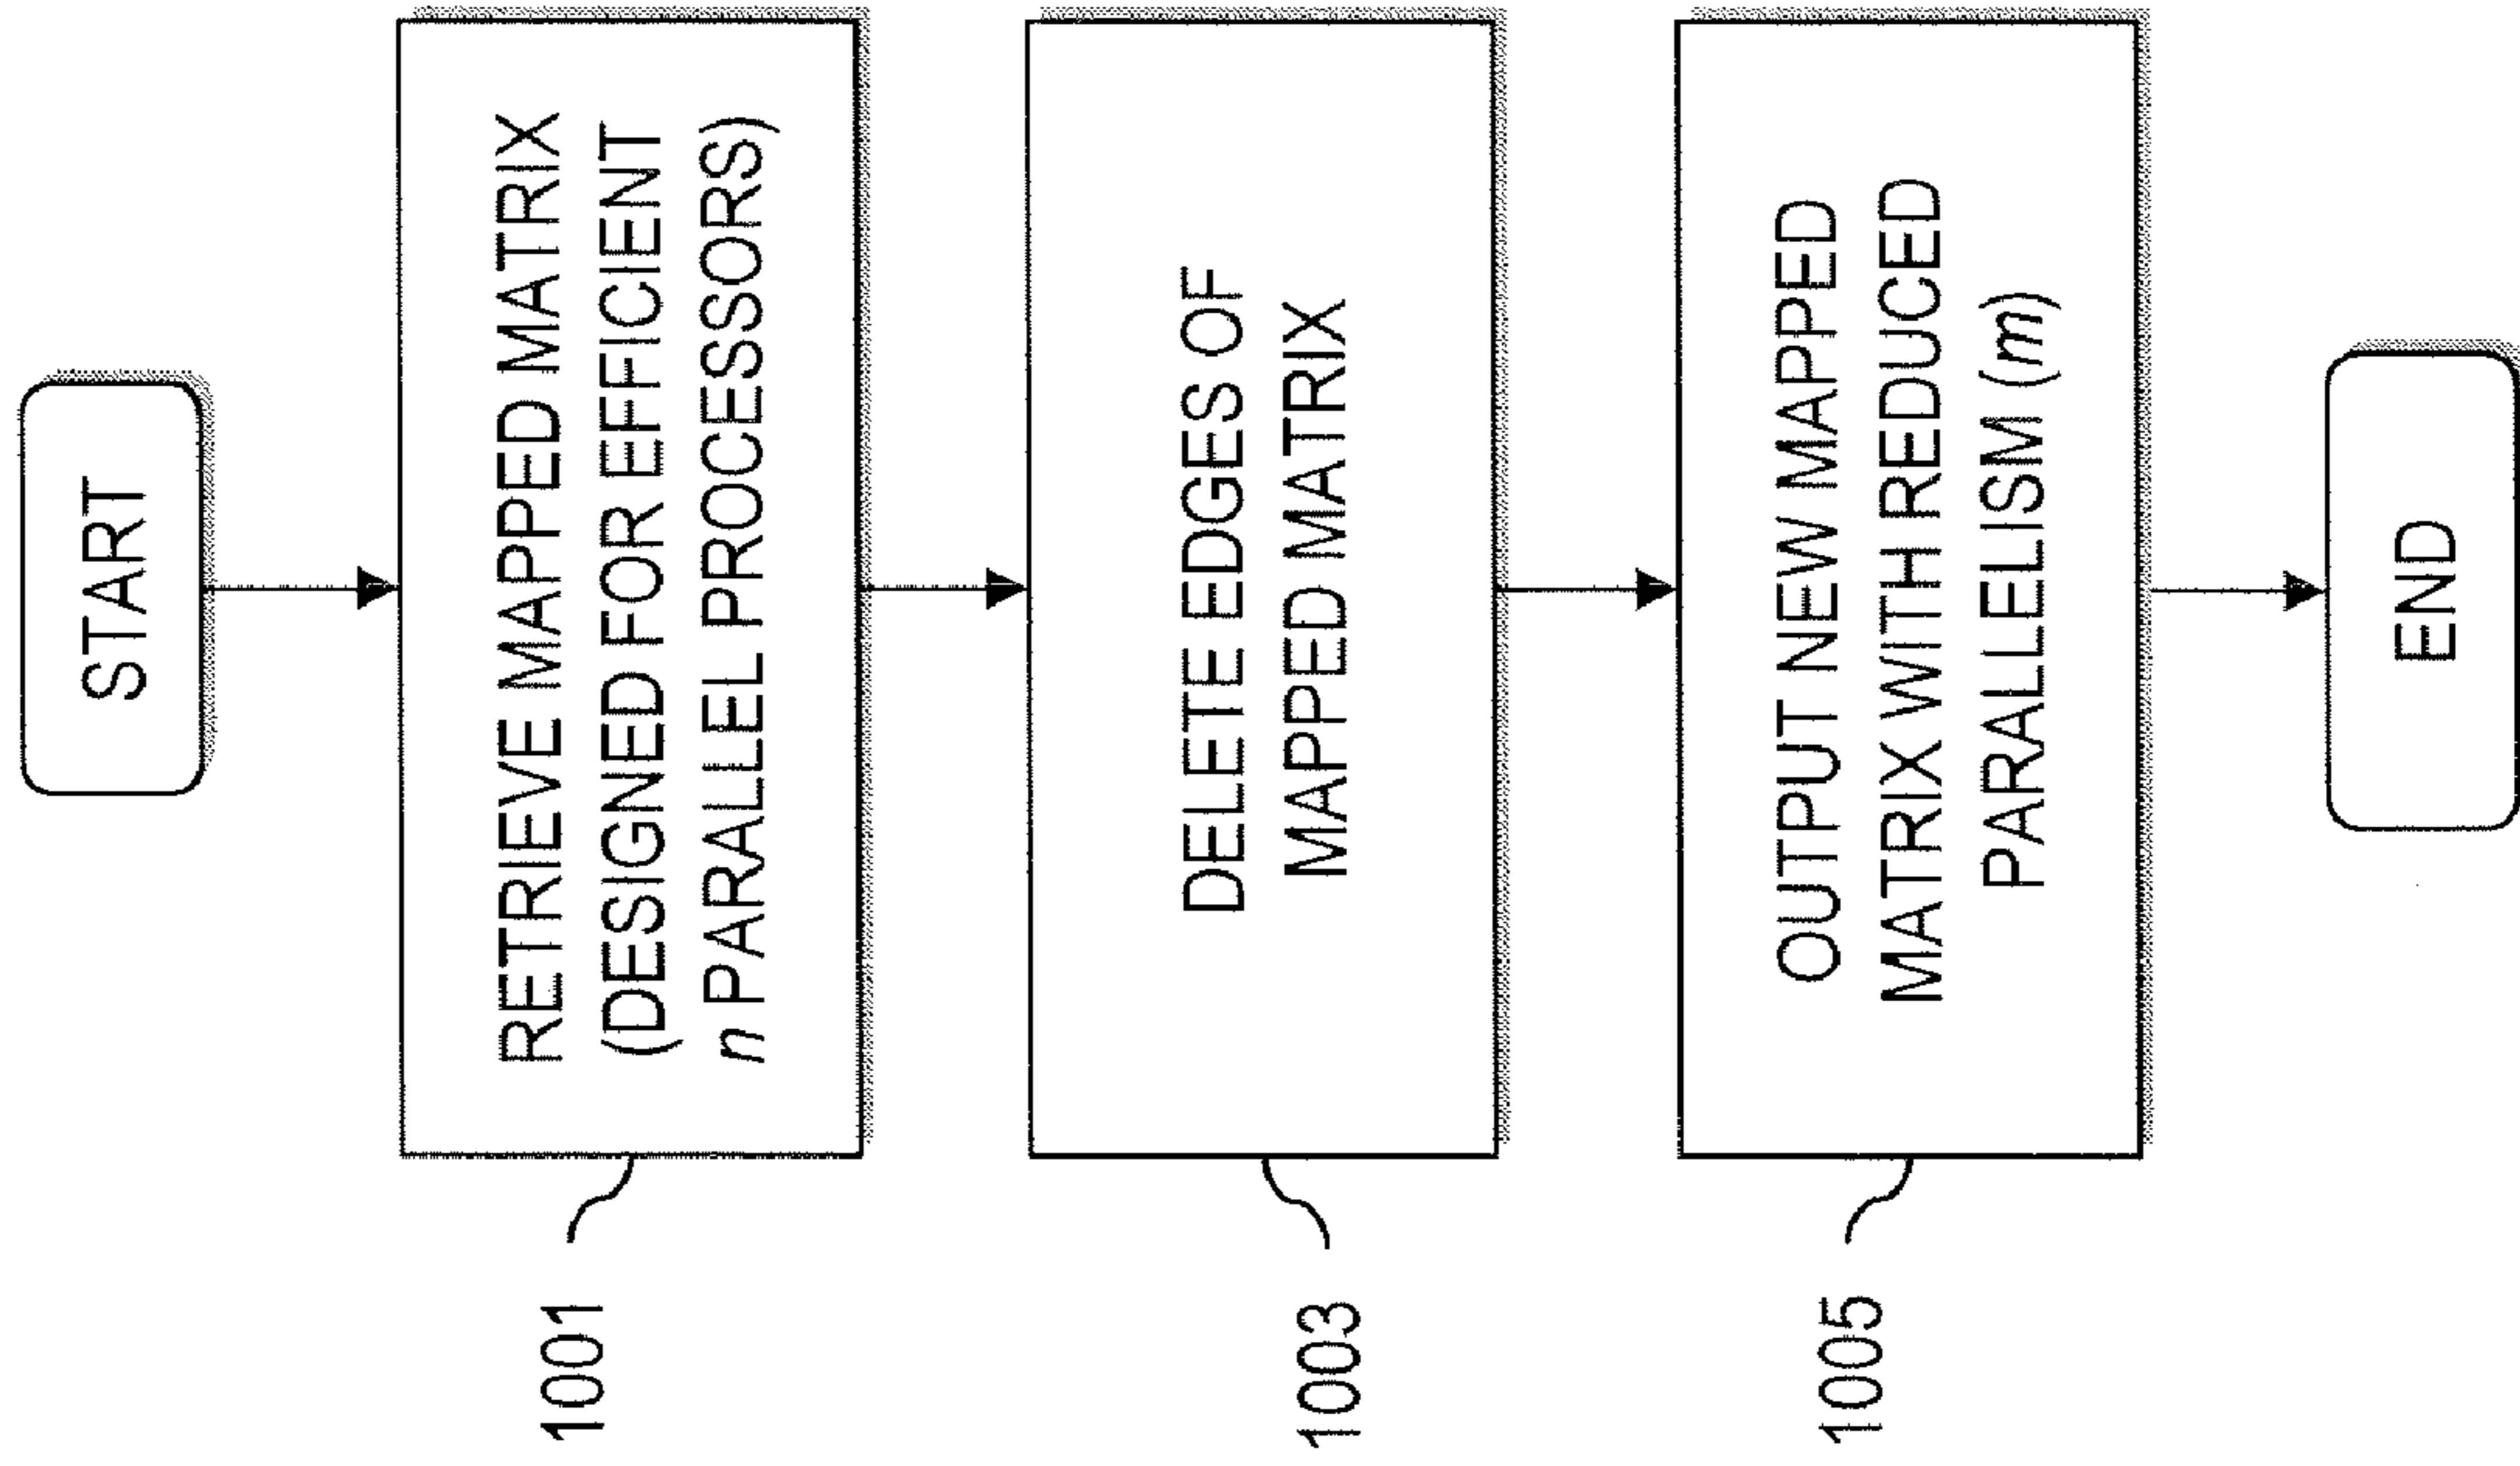 START
RETRIEVE MAPPED MATRIX
(DESIGNED FOR EFFICIENT
n PARALLEL PROCESSORS)
1001
DELETE EDGES OF
MAPPED MATRIX
1003
OUTPUT NEW MAPPED
MATRIX WITH REDUCED
PARALLELISM (m)
1005
END